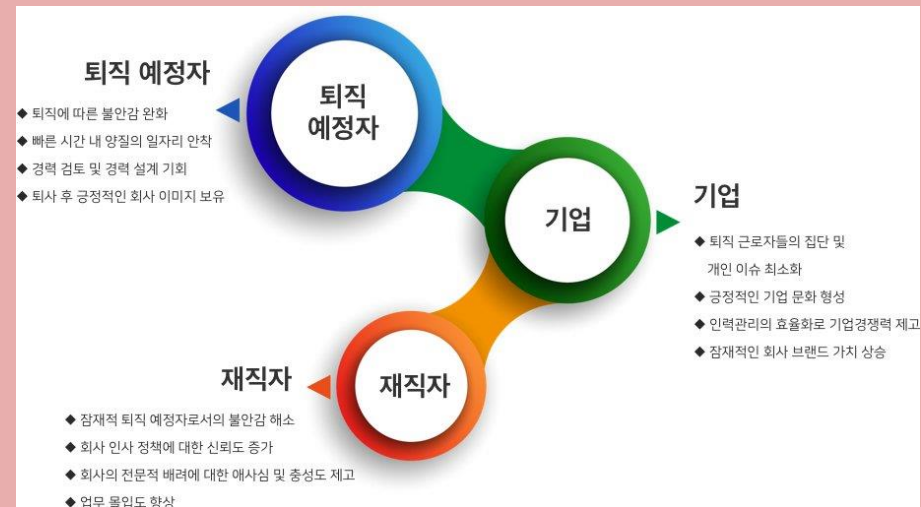 퇴직 예정자
◆ 퇴직에 따른 불안감 완화
◆ 빠른 시간 내 양질의 일자리 안착
◆ 경력 검토 및 경력 설계 기회
◆ 퇴사 후 긍정적인 회사 이미지 보유
퇴직
예정자
기업
기업
◆ 퇴직 근로자들의 집단 및
개인 이슈 최소화
◆ 긍정적인 기업 문화 형성
◆ 인력관리의 효율화로 기업경쟁력 제고
◆ 잠재적인 회사 브랜드 가치 상승
재직자
재직자
◆ 잠재적 퇴직 예정자로서의 불안감 해소
◆ 회사 인사 정책에 대한 신뢰도 증가
◆ 회사의 전문적 배려에 대한 애사심 및 충성도 제고
◆ 업무 몰입도 향상